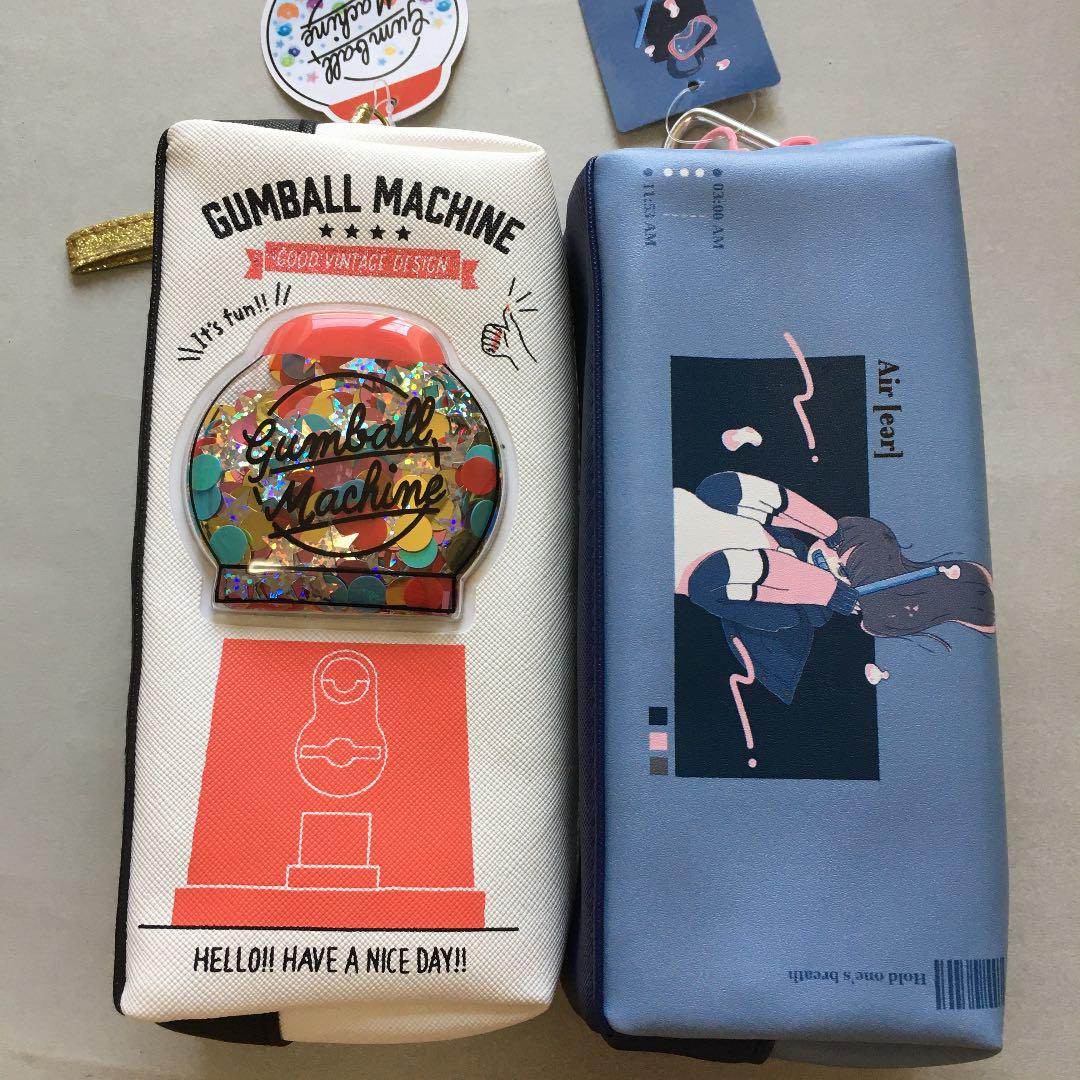 Gumball
Machine
GUMBALL MACHINE
GOOD VINTAGE DESIGN
It's fun!!
Gumball
Machine
HELLO!! HAVE A NICE DAY!!
03:00 AM
11:53 AM
Air [eər]
Hold one's breath